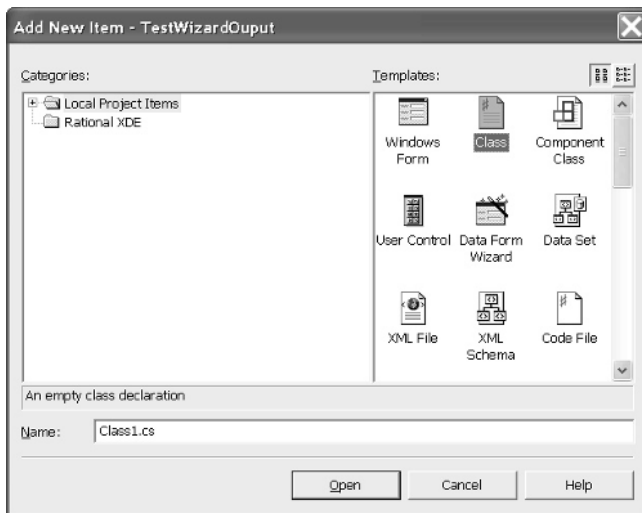 Add New Item - TestWizardOuput
Categories:
Templates:
Local Project Items
Rational XDE
Windows Form
Class
Component Class
User Control
Data Form Wizard
Data Set
XML File
XML Schema
Code File
An empty class declaration
Name:
Class1.cs
Open
Cancel
Help